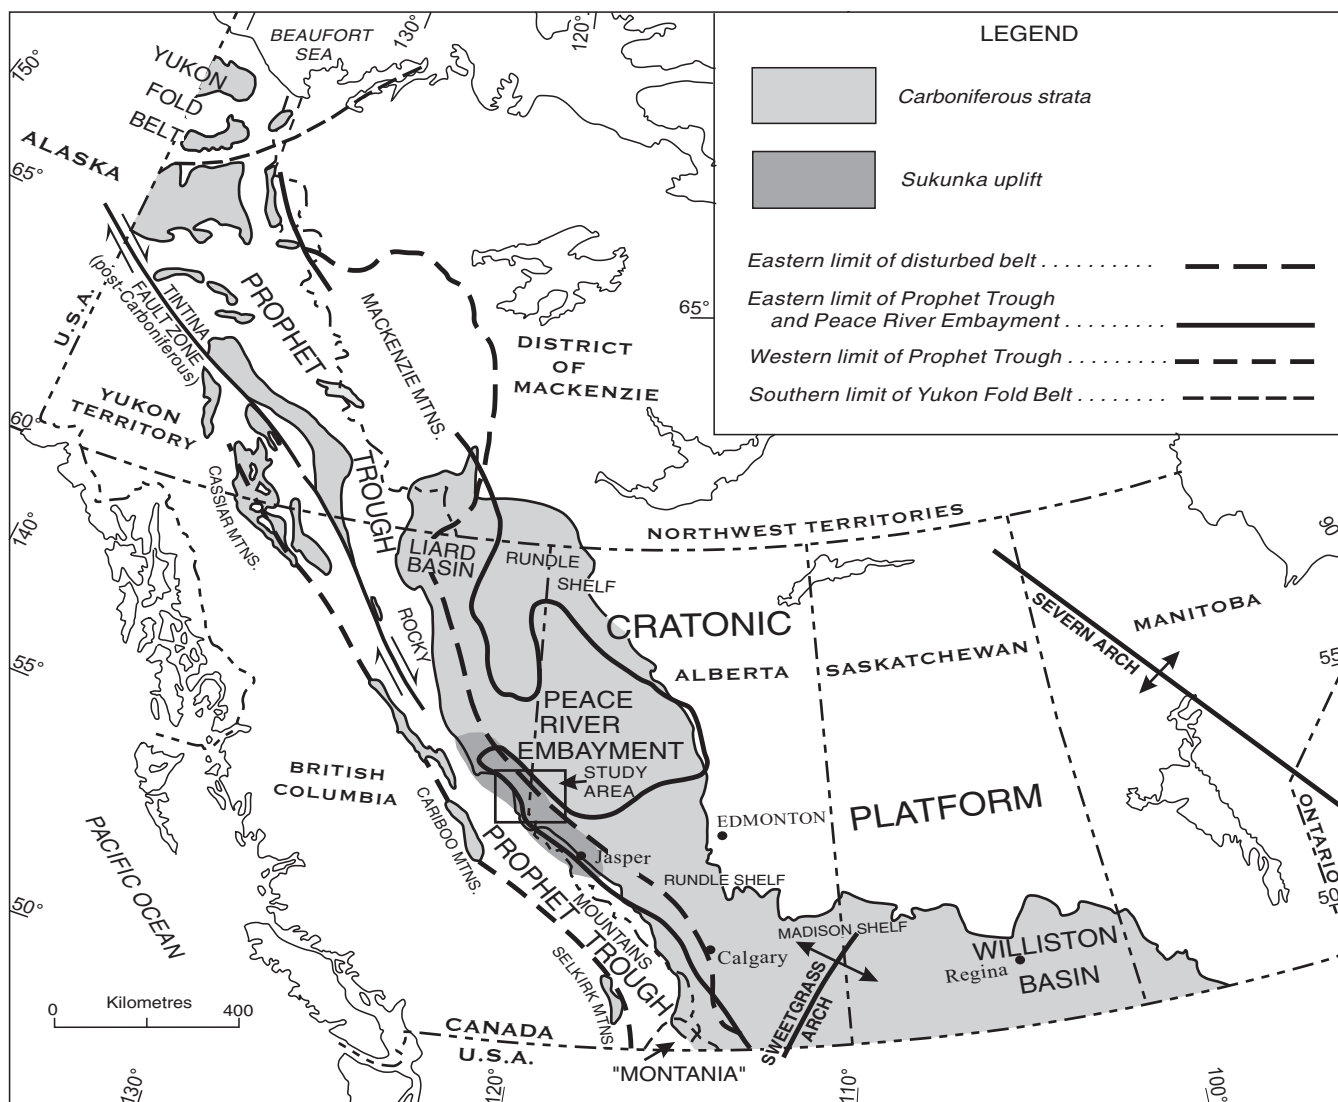 BEAUFORT
SEA
130°
120°
150°
YUKON
FOLD
BELT
ALASKA
65°
LEGEND
Carboniferous strata
Sukunka uplift
Eastern limit of disturbed belt . . . . . . . . . .
Eastern limit of Prophet Trough
and Peace River Embayment . . . . . . . . .
Western limit of Prophet Trough . . . . . . . . .
Southern limit of Yukon Fold Belt . . . . . . . .
65°
U.S.A.
TINTINA
FAULT ZONE
(post-Carboniferous)
PROPHET
TROUGH
MACKENZIE MTNS.
DISTRICT
OF
MACKENZIE
YUKON
TERRITORY
60°
CASSIAR MTNS.
140°
NORTHWEST TERRITORIES
90
LIARD
BASIN
RUNDLE
SHELF
ROCKY
CRATONIC
ALBERTA
SASKATCHEWAN
MANITOBA
SEVERN ARCH
55°
55
PEACE
RIVER
EMBAYMENT
STUDY
AREA
BRITISH
COLUMBIA
CARIBOO MTNS.
PLATFORM
EDMONTON
ONTARIO
PACIFIC OCEAN
PROPHET
TROUGH
Jasper
RUNDLE SHELF
MOUNTAINS
50°
50°
MADISON SHELF
WILLISTON
BASIN
Regina
Calgary
SELKIRK MTNS
SWEETGRASS
ARCH
0
Kilometres
400
CANADA
U.S.A.
"MONTANIA"
130°
120°
110°
100°